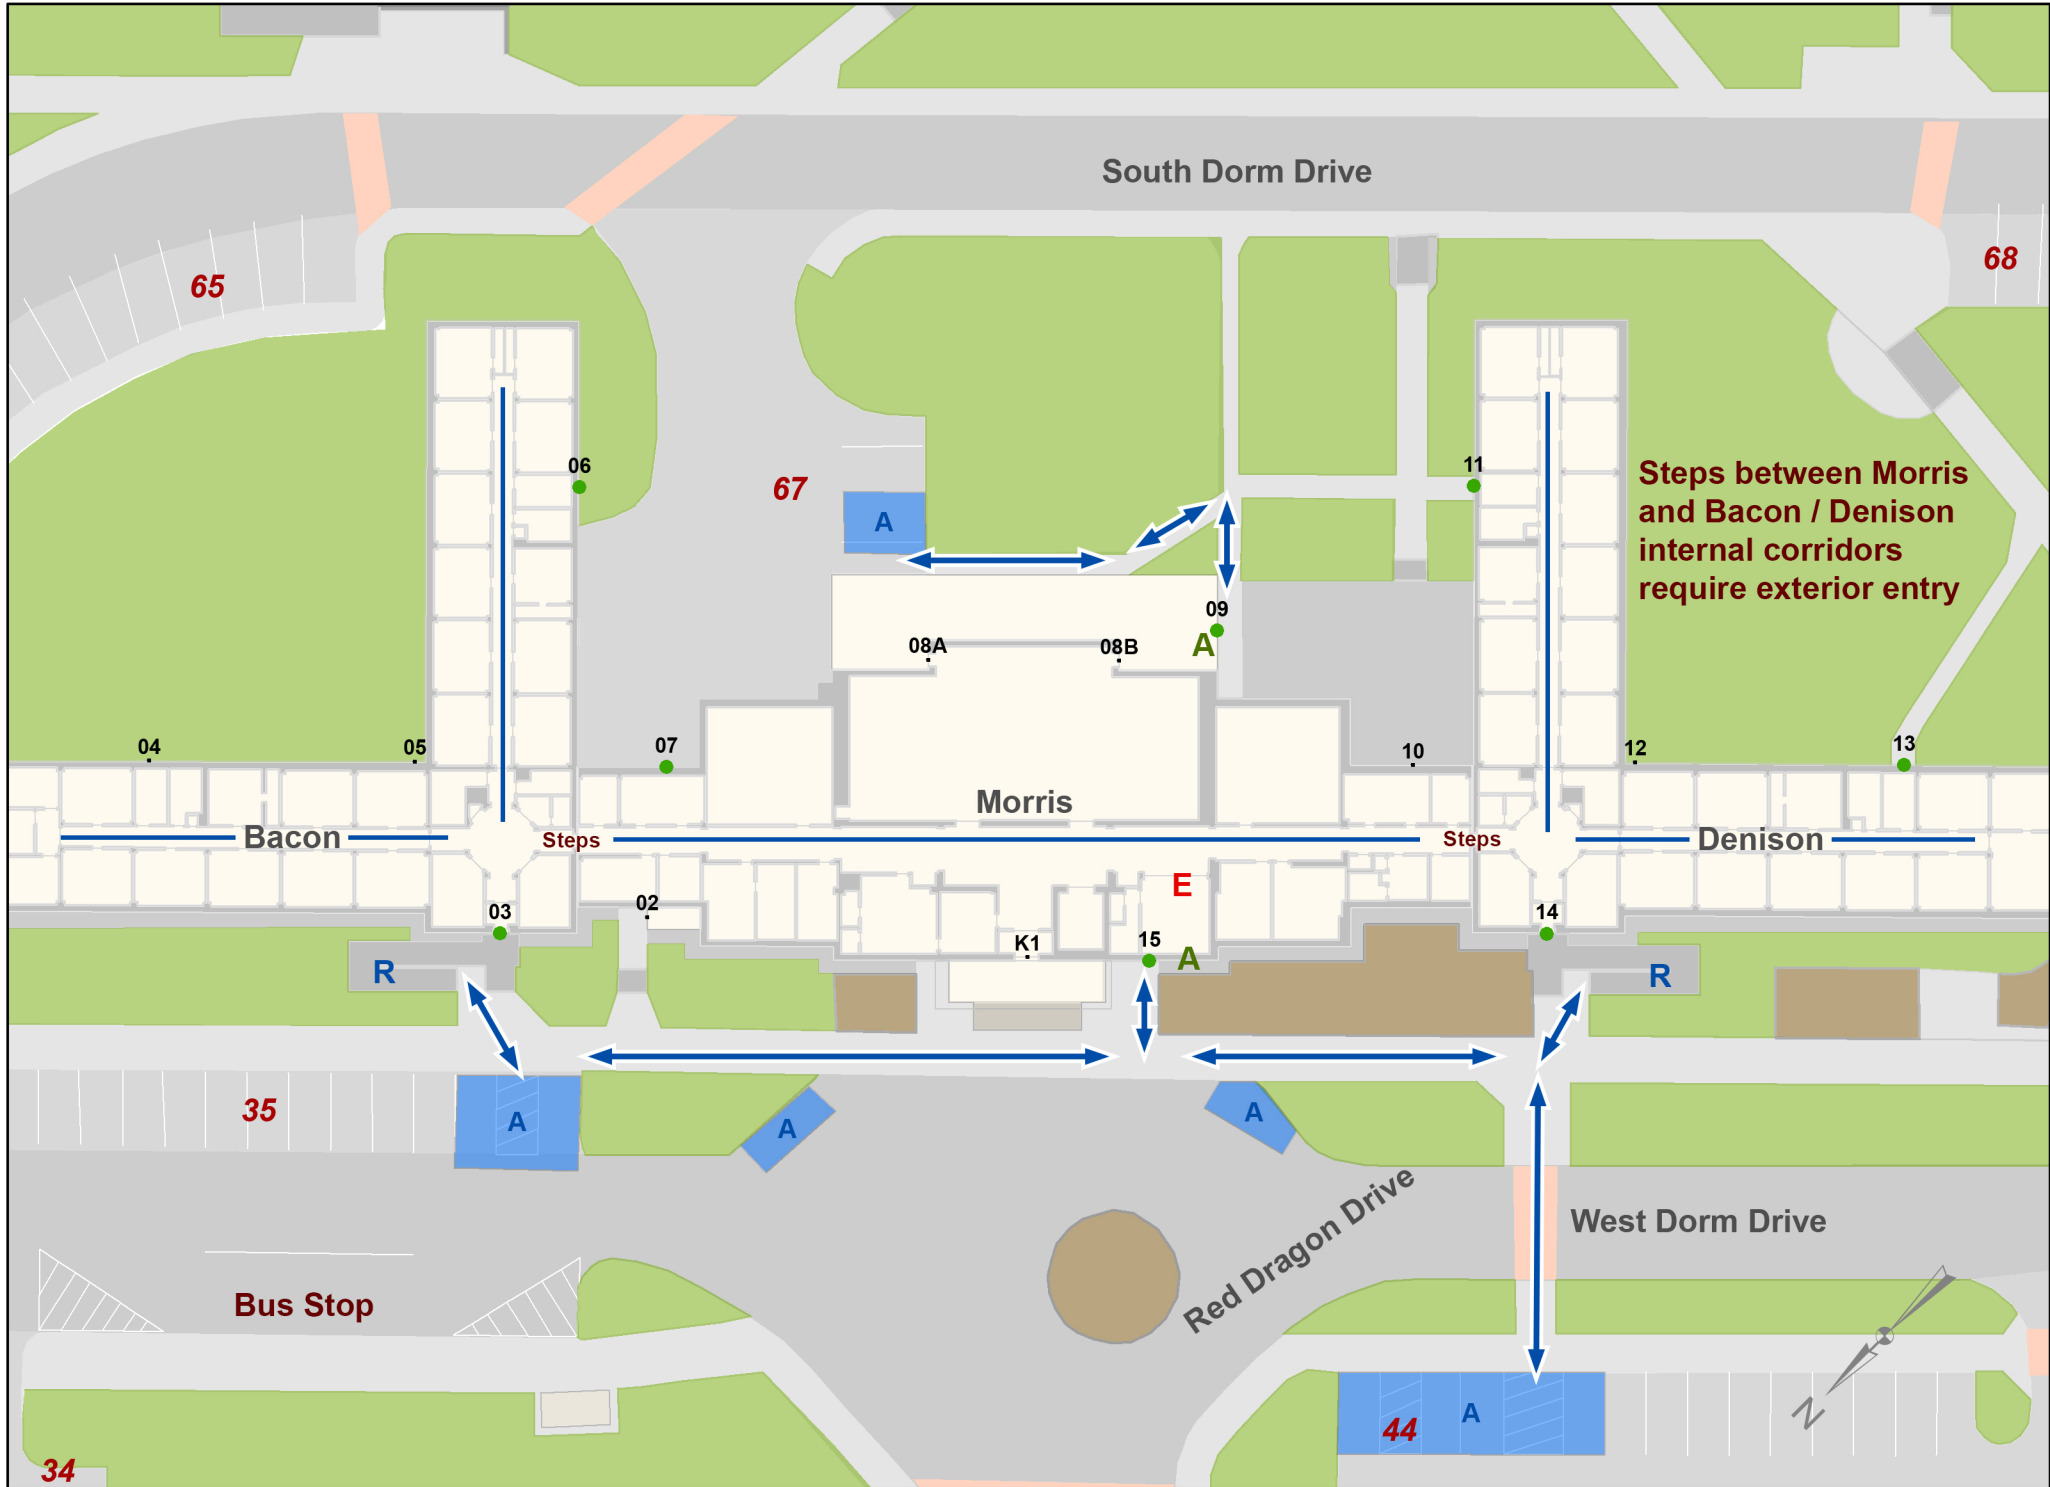 South Dorm Drive
68
65
06
11
67
A
Steps between Morris
and Bacon / Denison
internal corridors
require exterior entry
09
A
08A
08B
04
05
07
10
12
13
Morris
Bacon
Steps
Steps
Denison
E
02
03
14
K1
15
A
R
R
35
A
A
A
Red Dragon Drive
West Dorm Drive
Bus Stop
N
44
A
34